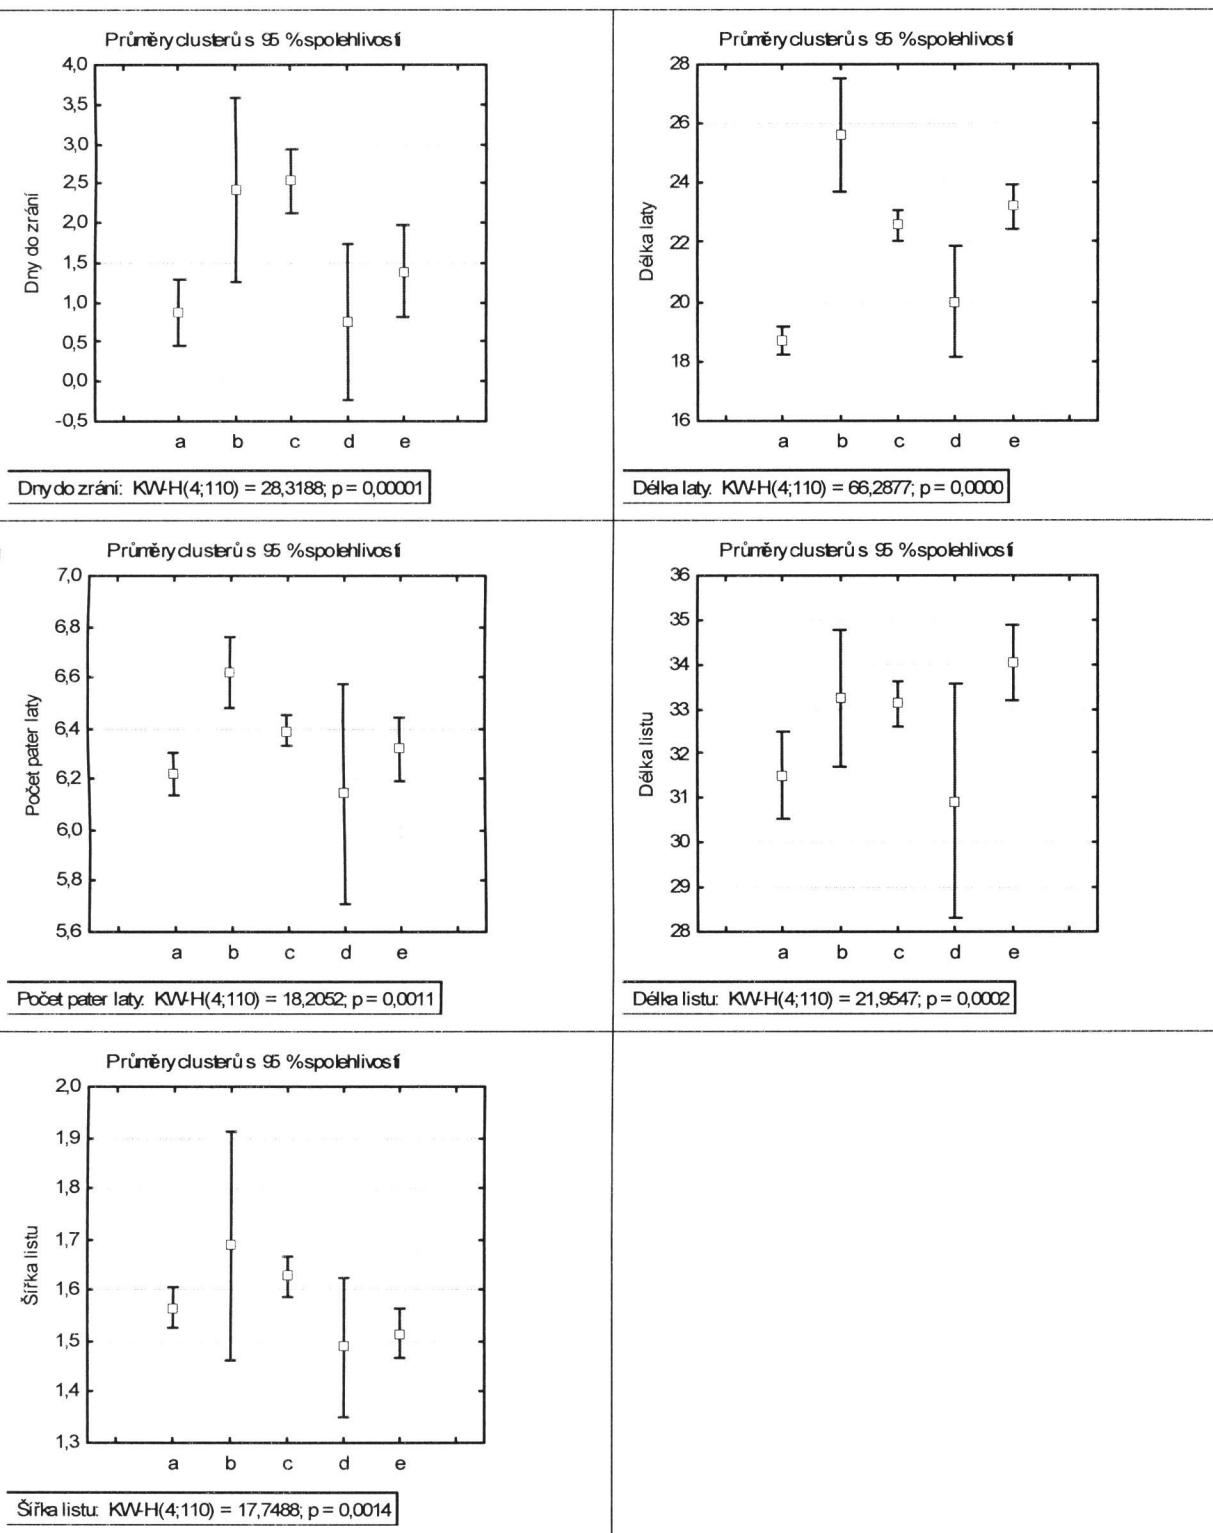 Průměry clusterů s 95 % spolehlivostí
4,0
3,5
3,0
2,5
2,0
1,5
1,0
0,5
0,0
-0,5
Dny do zrání
a b c d e
Dny do zrání: KW-H(4;110) = 28,3188; p = 0,00001
Průměry clusterů s 95 % spolehlivostí
28
26
24
22
20
18
16
Délka laty
a b c d e
Délka laty: KW-H(4;110) = 66,2877; p = 0,0000
Průměry clusterů s 95 % spolehlivostí
7,0
6,8
6,6
6,4
6,2
6,0
5,8
5,6
Počet pater laty
a b c d e
Počet pater laty: KW-H(4;110) = 18,2052; p = 0,0011
Průměry clusterů s 95 % spolehlivostí
36
35
34
33
32
31
30
29
28
Délka listu
a b c d e
Délka listu: KW-H(4;110) = 21,9547; p = 0,0002
Průměry clusterů s 95 % spolehlivostí
2,0
1,9
1,8
1,7
1,6
1,5
1,4
1,3
Šířka listu
a b c d e
Šířka listu: KW-H(4;110) = 17,7488; p = 0,0014